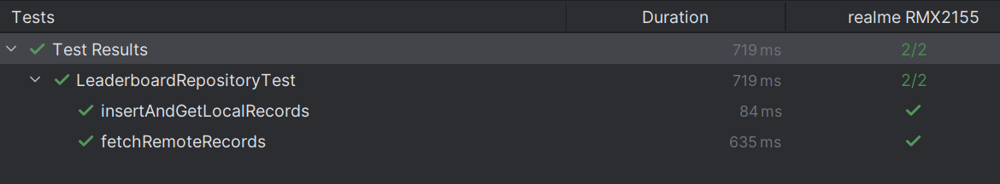 Tests Duration realme RMX2155
Test Results 719 ms 2/2
LeaderboardRepositoryTest 719 ms 2/2
insertAndGetLocalRecords 84 ms
fetchRemoteRecords 635 ms